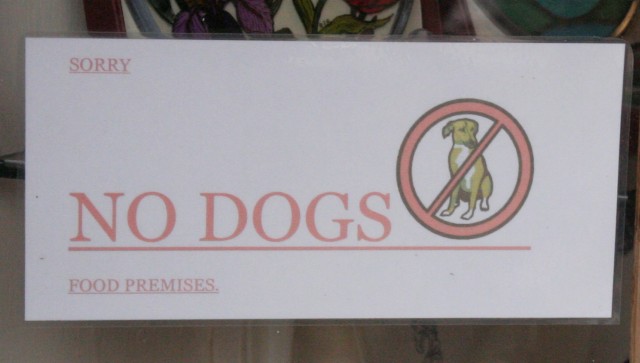 SORRY
NO DOGS
FOOD PREMISES.